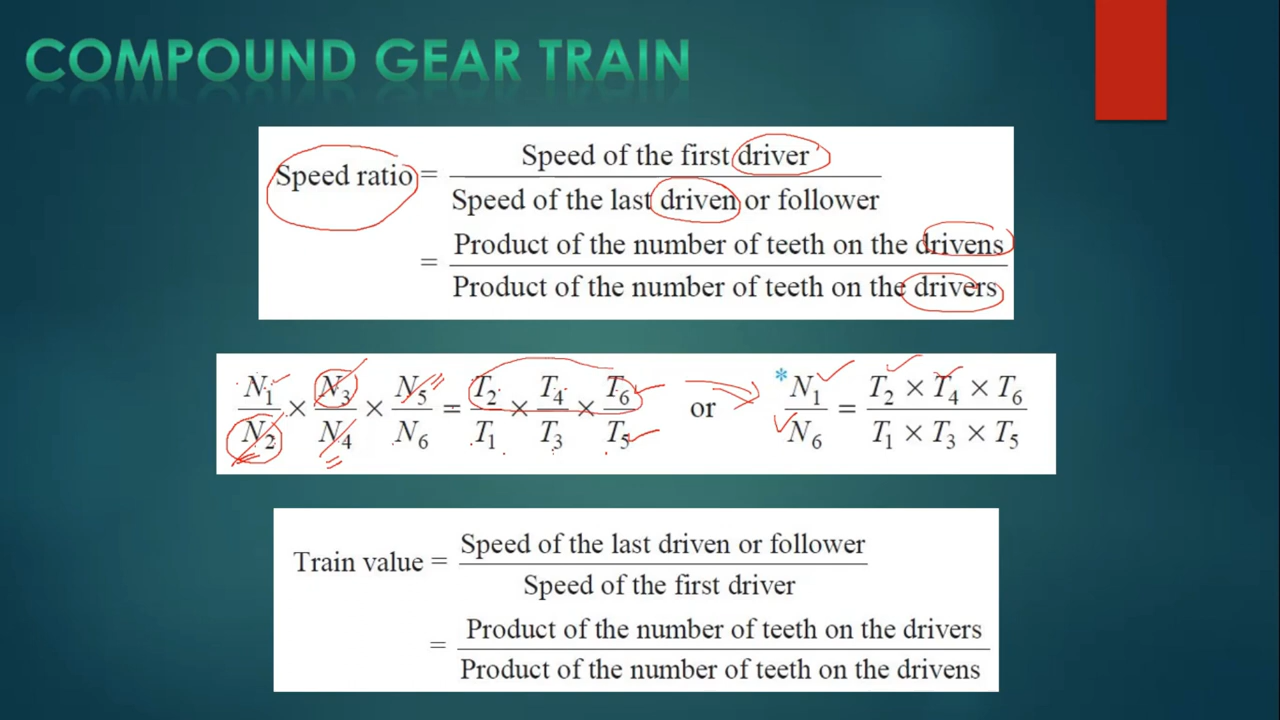 COMPOUND GEAR TRAIN
Speed ratio = Speed of the first driver / Speed of the last driven or follower
= Product of the number of teeth on the drivens / Product of the number of teeth on the drivers
N₁/N₂ × N₃/N₄ × N₅/N₆ = T₂/T₁ × T₄/T₃ × T₆/T₅ or * N₁/N₆ = T₂ × T₄ × T₆ / T₁ × T₃ × T₅
Train value = Speed of the last driven or follower / Speed of the first driver
= Product of the number of teeth on the drivers / Product of the number of teeth on the drivens